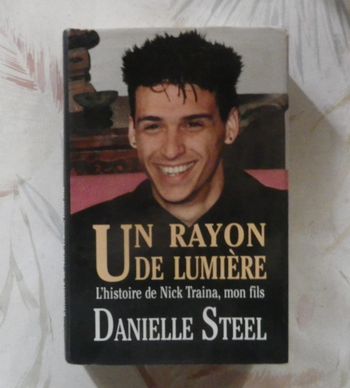 UN RAYON
DE LUMIÈRE
L'histoire de Nick Traina, mon fils
DANIELLE STEEL